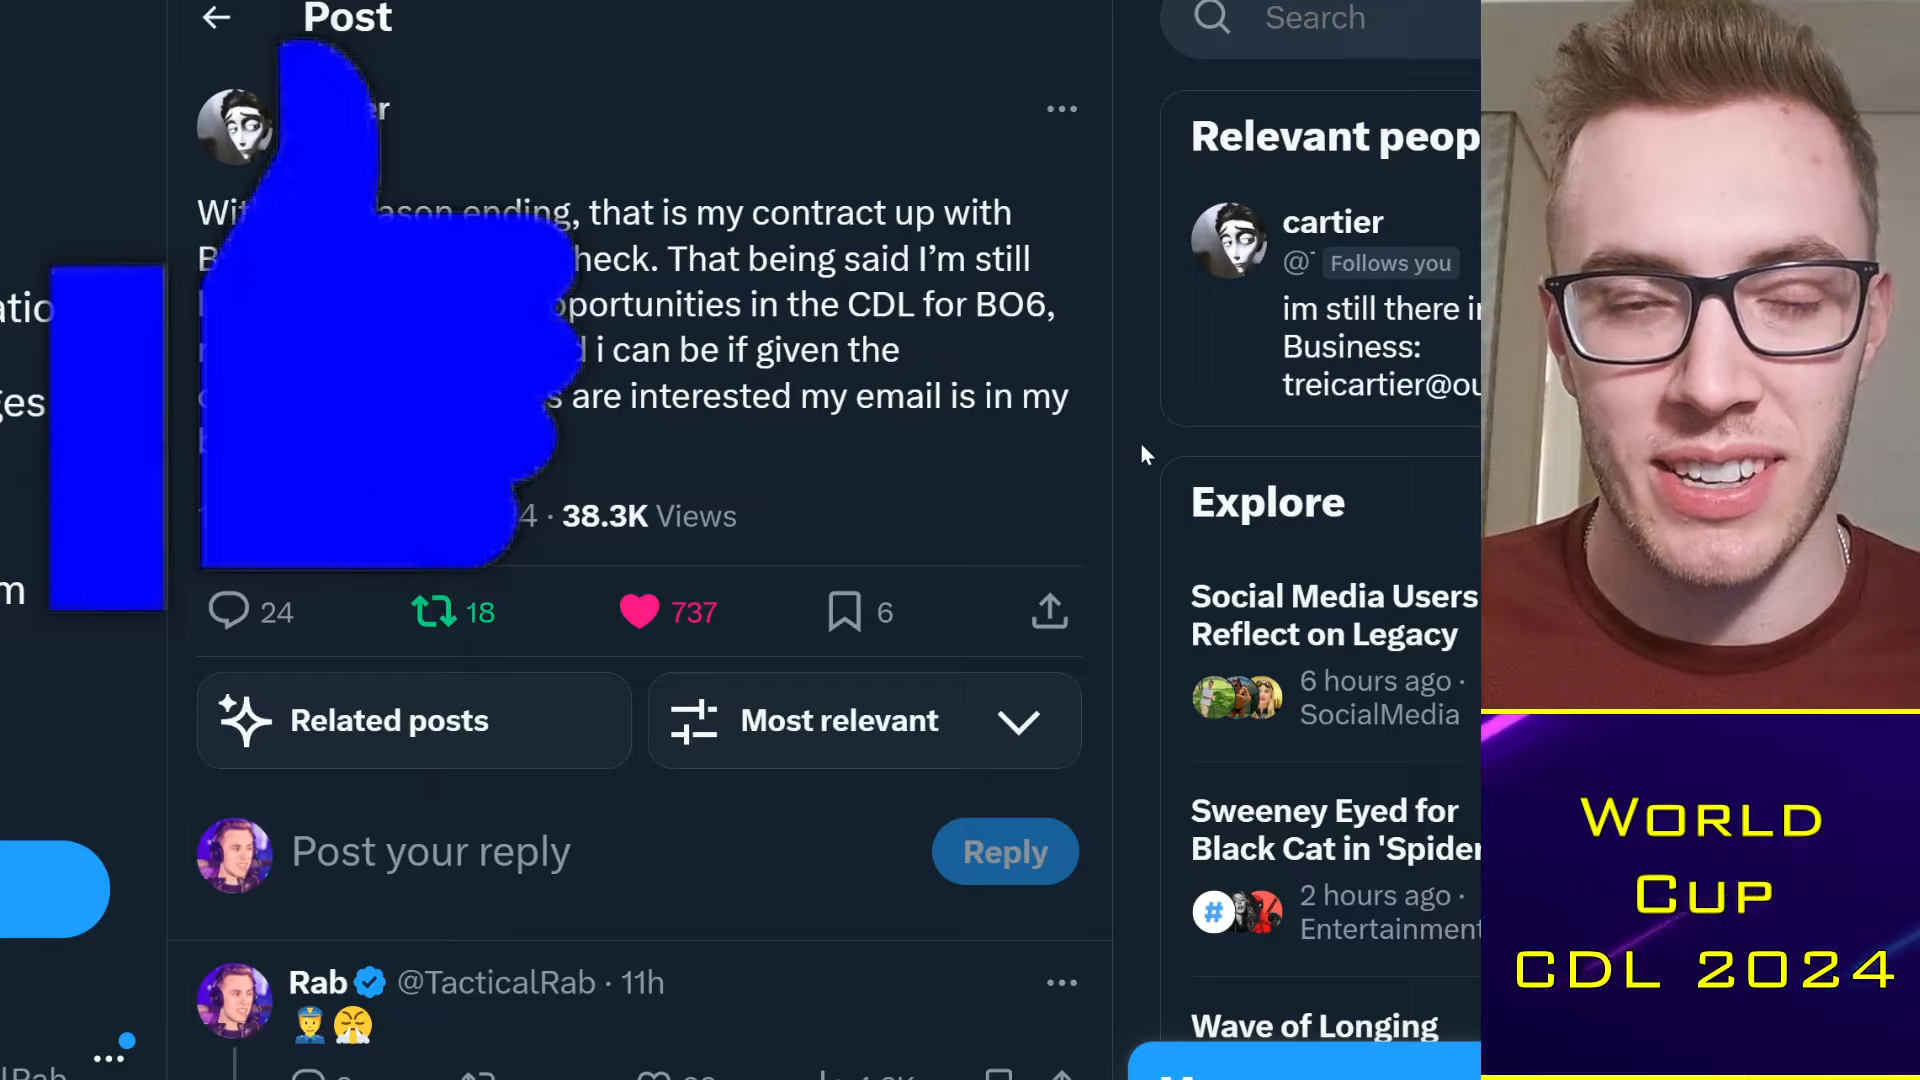 Post
Search
ason ending, that is my contract up with
heck. That being said I’m still
pportunities in the CDL for BO6,
i can be if given the
are interested my email is in my
4 · 38.3K Views
24
18
737
6
Related posts
Most relevant
Post your reply
Reply
Rab @TacticalRab · 11h
Relevant peop
cartier
Follows you
im still there i
Business:
treicartier@ou
Explore
Social Media Users
Reflect on Legacy
6 hours ago ·
SocialMedia
Sweeney Eyed for
Black Cat in 'Spider
2 hours ago ·
Entertainment
Wave of Longing
World
Cup
CDL 2024